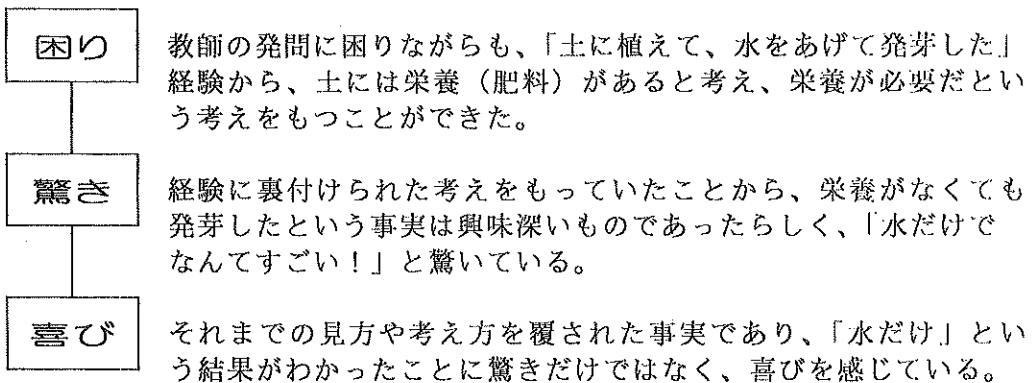 困り
教師の発問に困りながらも、「土に植えて、水をあげて発芽した」
経験から、土には栄養（肥料）があると考え、栄養が必要だとい
う考えをもつことができた。
驚き
経験に裏付けられた考えをもっていたことから、栄養がなくても
発芽したという事実は興味深いものであったらしく、「水だけで
なんてすごい！」と驚いている。
喜び
それまでの見方や考え方を覆された事実であり、「水だけ」とい
う結果がわかったことに驚きだけではなく、喜びを感じている。